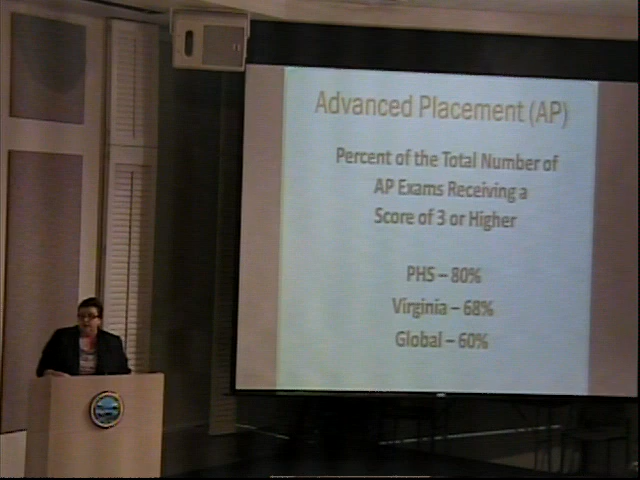 Advanced Placement (AP)
Percent of the Total Number of
AP Exams Receiving a
Score of 3 or Higher
PHS – 80%
Virginia – 68%
Global – 60%